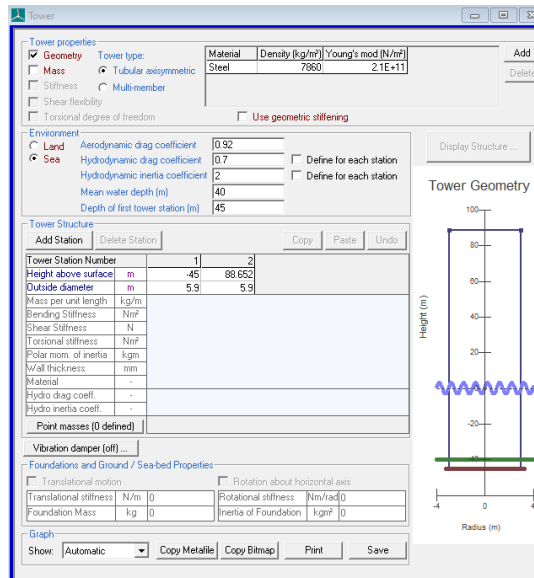 Tower
Tower properties
Geometry Tower type:
Mass Tubular axisymmetric
Stiffness Multi-member
Shear flexibility
Torsional degree of freedom Use geometric stiffening
Material Density (kg/m³) Young's mod (N/m²)
Steel 7860 2.1E+11
Add
Delete
Environment
Land Aerodynamic drag coefficient 0.92
Sea Hydrodynamic drag coefficient 0.7 Define for each station
Hydrodynamic inertia coefficient 2 Define for each station
Mean water depth (m) 40
Depth of first tower station (m) 45
Display Structure ...
Tower Structure
Add Station Delete Station Copy Paste Undo
Tower Station Number 1 2
Height above surface m -45 88.652
Outside diameter m 5.9 5.9
Mass per unit length kg/m
Bending Stiffness Nm²
Shear Stiffness N
Torsional stiffness Nm²
Polar mom. of inertia kgm
Wall thickness mm
Material -
Hydro drag coeff. -
Hydro inertia coeff. -
Point masses (0 defined)
Vibration damper (off) ...
Foundations and Ground / Sea-bed Properties
Translational motion Rotation about horizontal axis
Translational stiffness N/m 0 Rotational stiffness Nm/rad 0
Foundation Mass kg 0 Inertia of Foundation kgm² 0
Graph
Show: Automatic Copy Metafile Copy Bitmap Print Save
Tower Geometry
100
80
60
40
20
0
-20
-40
-4 0 4
Height (m)
Radius (m)